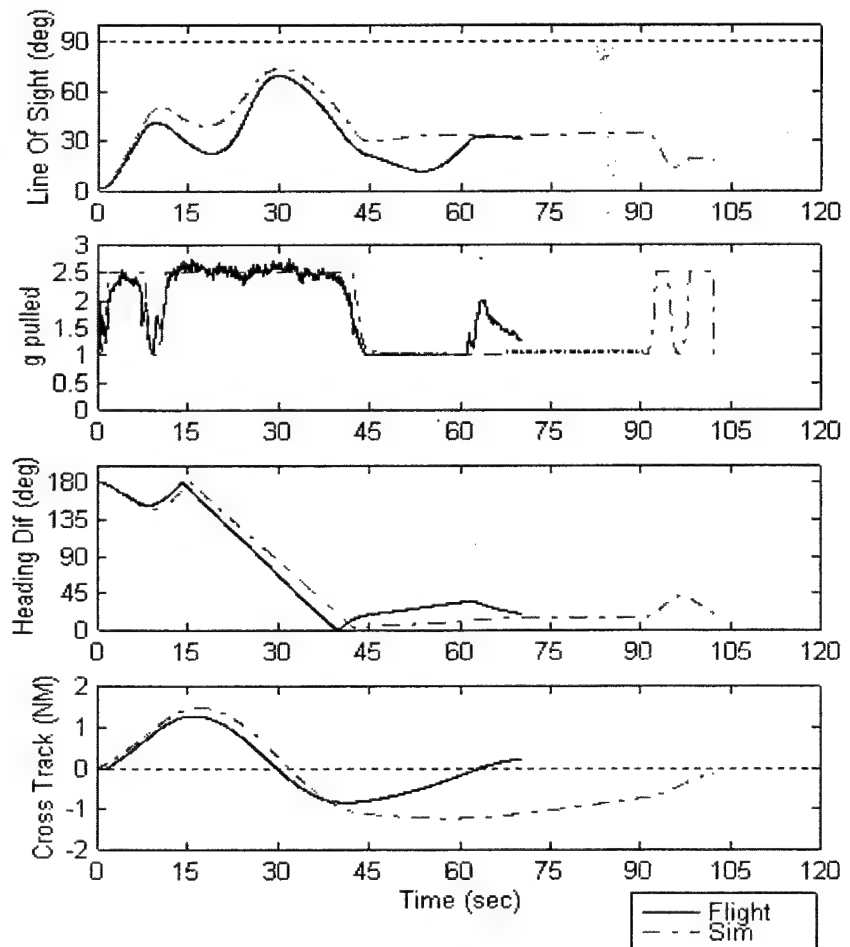 Line Of Sight (deg)
90
60
30
0
0 15 30 45 60 75 90 105 120
g pulled
3
2.5
2
1.5
1
0.5
0
0 15 30 45 60 75 90 105 120
Heading Dif (deg)
180
135
90
45
0
0 15 30 45 60 75 90 105 120
Cross Track (NM)
2
1
0
-1
-2
0 15 30 45 60 75 90 105 120
Time (sec)
Flight
Sim